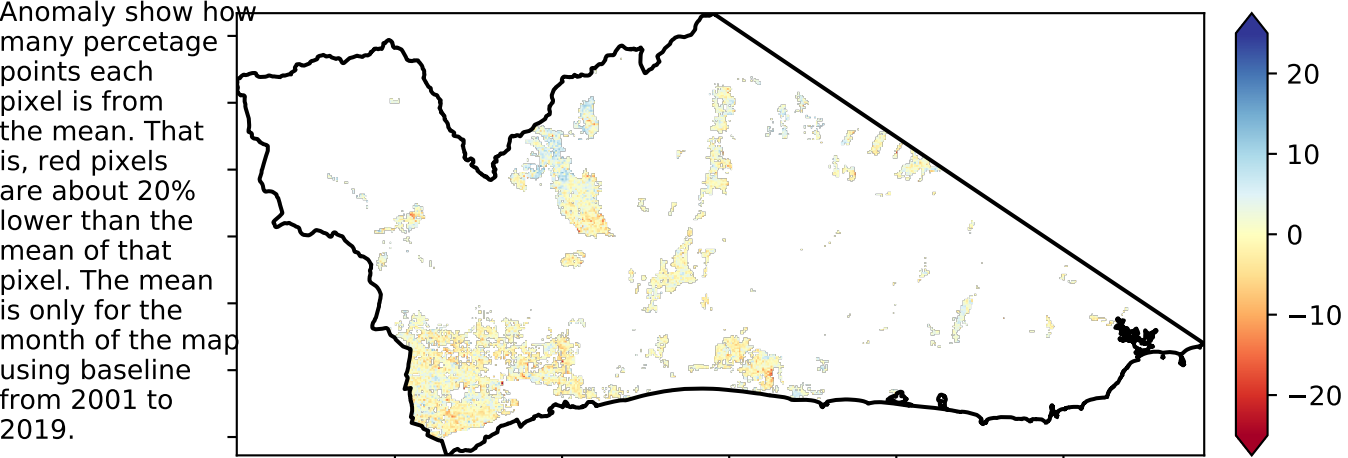 Anomaly show how
many percetage
points each
pixel is from
the mean. That
is, red pixels
are about 20%
lower than the
mean of that
pixel. The mean
is only for the
month of the map
using baseline
from 2001 to
2019.
20
10
0
−10
−20